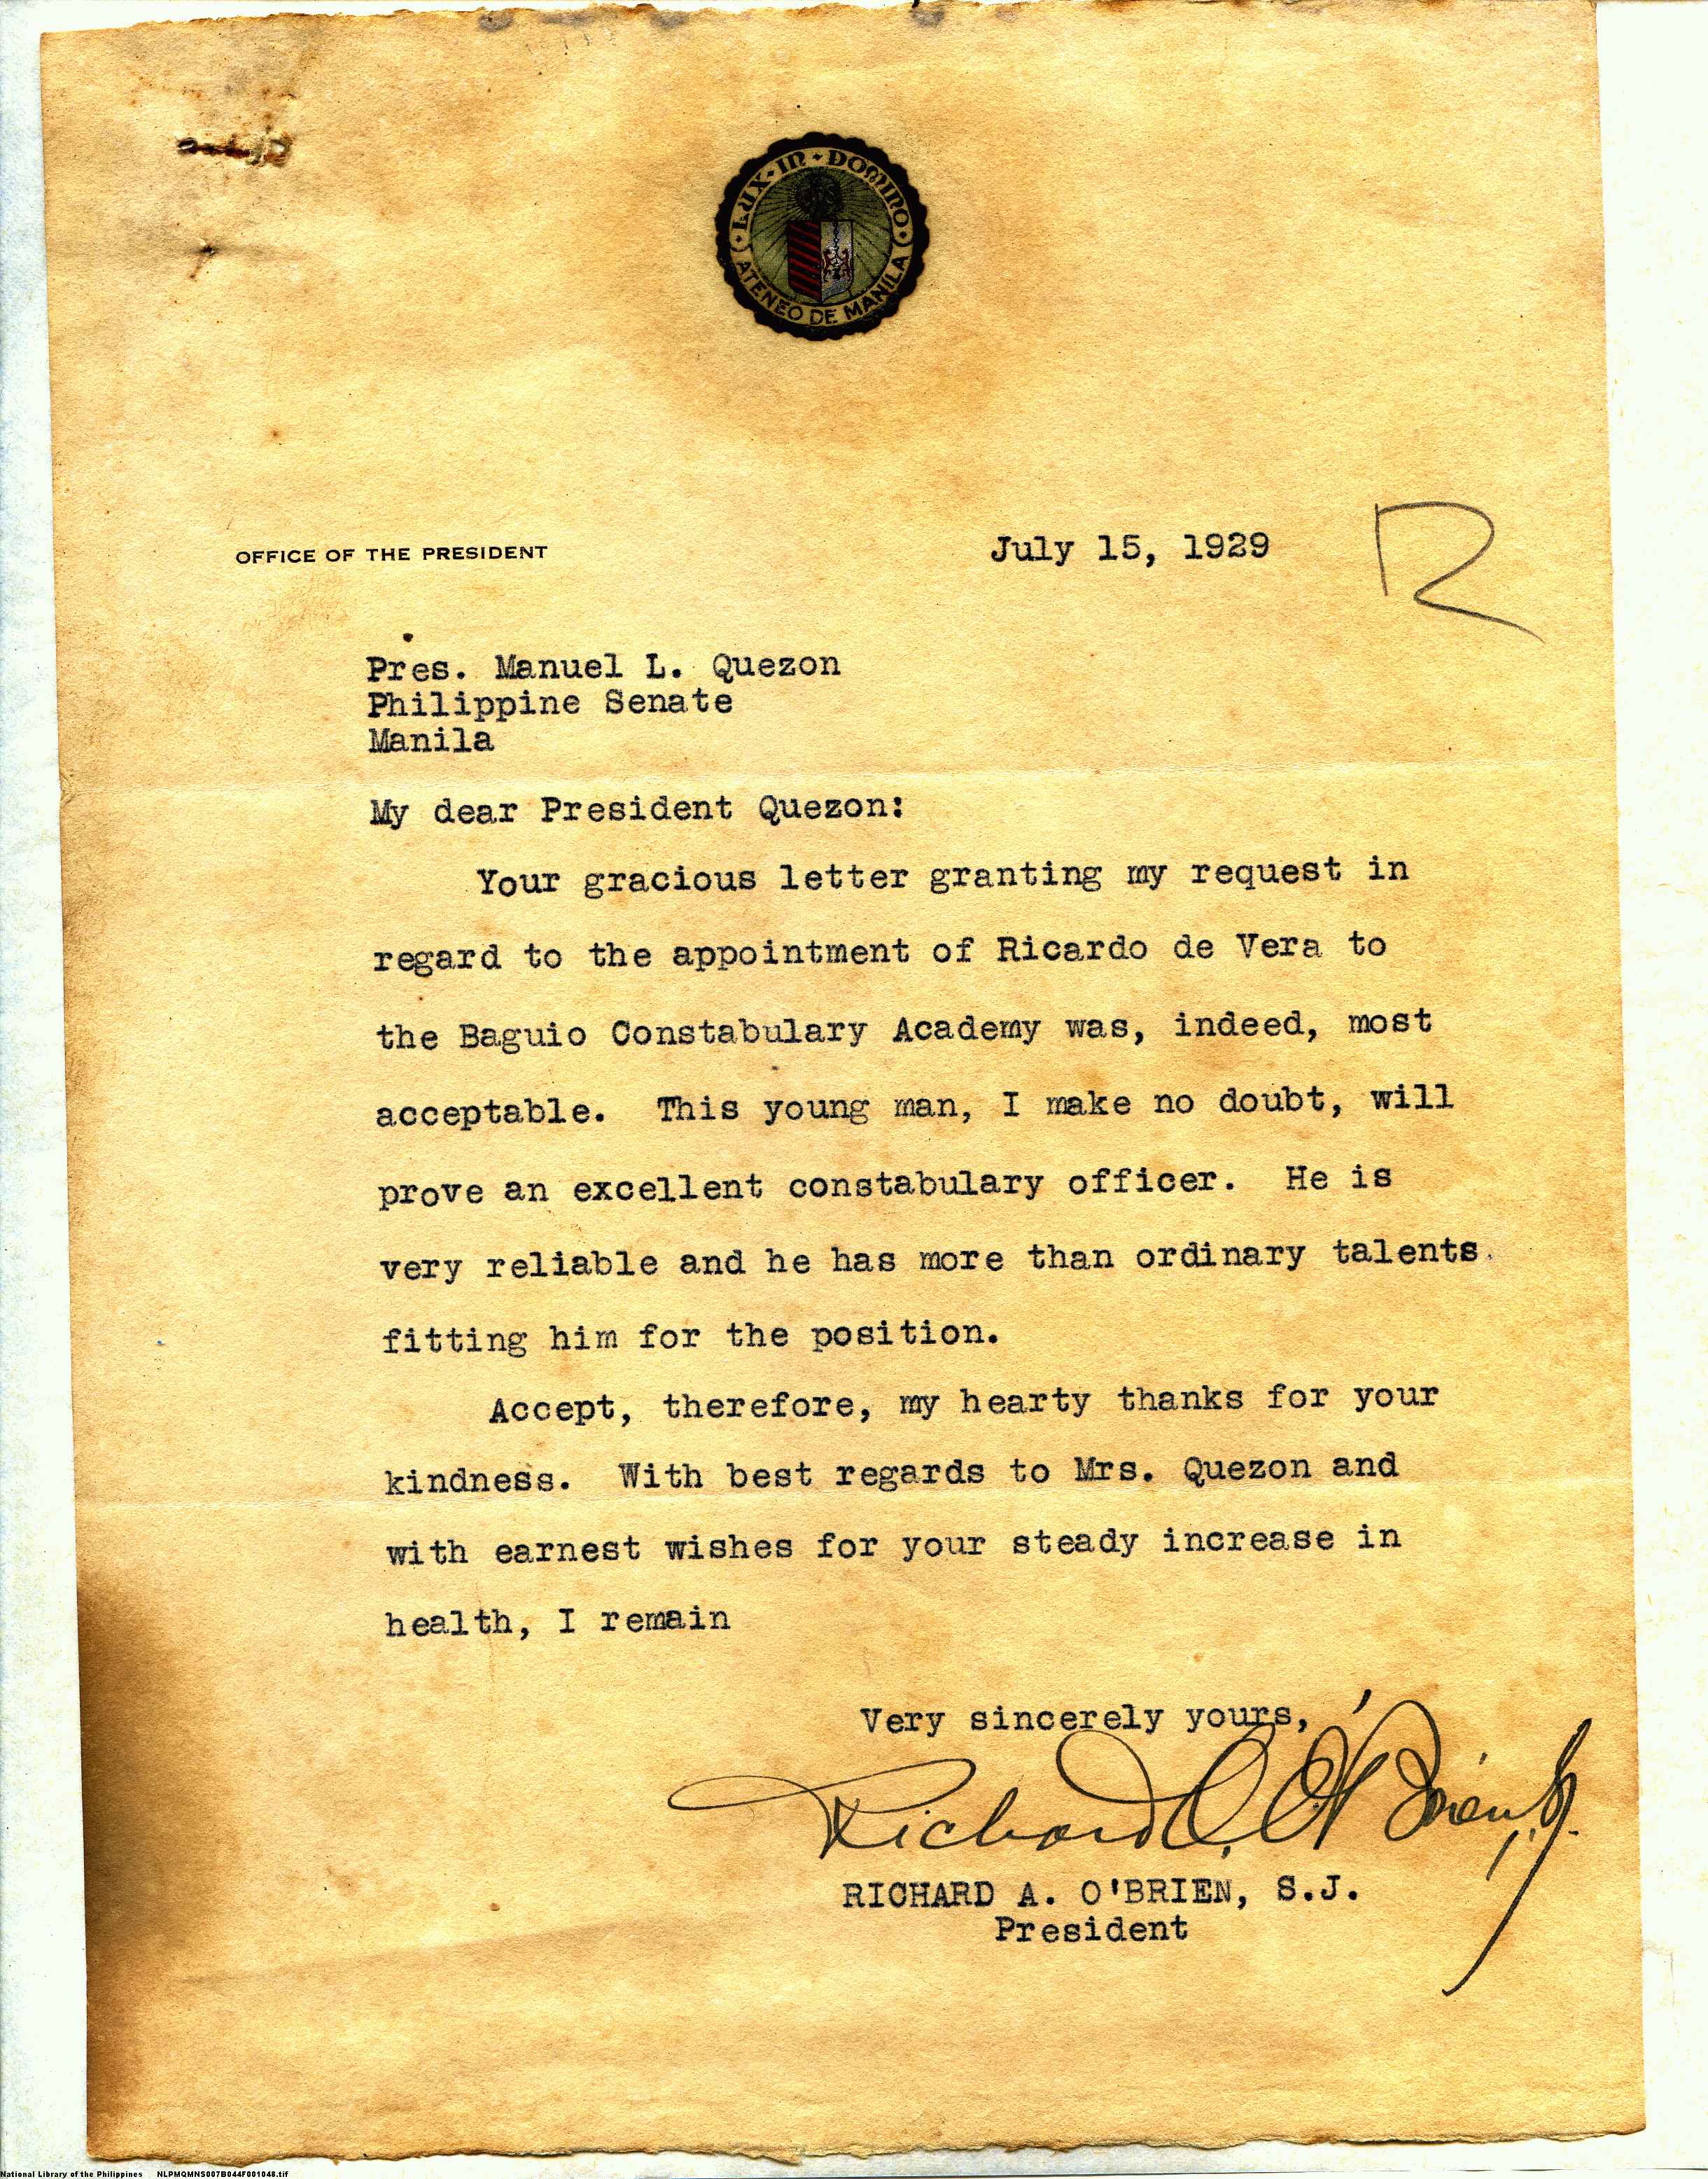 LUX · IN · DOMINO
ATENEO DE MANILA
OFFICE OF THE PRESIDENT
July 15, 1929
R
Pres. Manuel L. Quezon
Philippine Senate
Manila
My dear President Quezon:
Your gracious letter granting my request in
regard to the appointment of Ricardo de Vera to
the Baguio Constabulary Academy was, indeed, most
acceptable. This young man, I make no doubt, will
prove an excellent constabulary officer. He is
very reliable and he has more than ordinary talents
fitting him for the position.
Accept, therefore, my hearty thanks for your
kindness. With best regards to Mrs. Quezon and
with earnest wishes for your steady increase in
health, I remain
Very sincerely yours,
Richard A. O'Brien, S.J.
RICHARD A. O'BRIEN, S.J.
President
National Library of the Philippines NLPMQMNS007B044F001048.tif